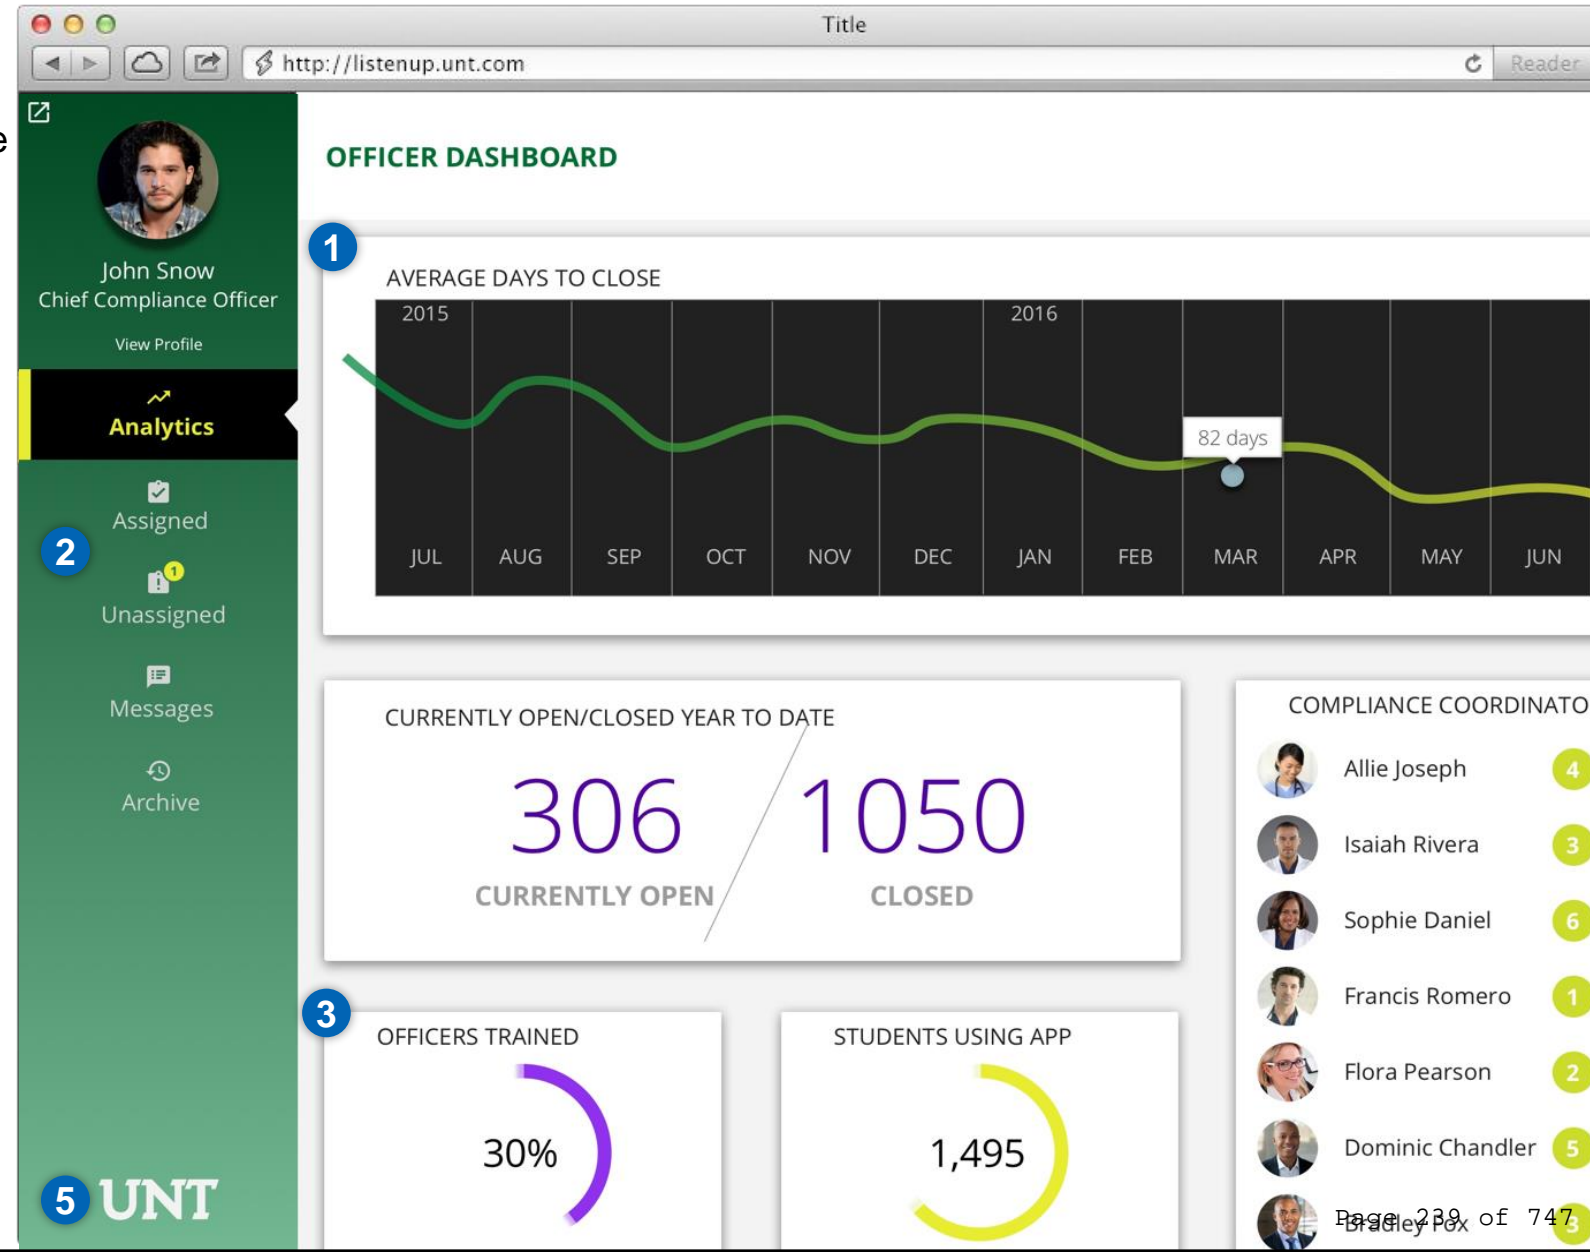 Title
http://listenup.unt.com
Reader
e
John Snow
Chief Compliance Officer
View Profile
Analytics
Assigned
2
1
Unassigned
Messages
Archive
5 UNT
OFFICER DASHBOARD
1
AVERAGE DAYS TO CLOSE
2015 2016
82 days
JUL AUG SEP OCT NOV DEC JAN FEB MAR APR MAY JUN
CURRENTLY OPEN/CLOSED YEAR TO DATE
306 1050
CURRENTLY OPEN CLOSED
3
OFFICERS TRAINED
30%
STUDENTS USING APP
1,495
COMPLIANCE COORDINATO
Allie Joseph 4
Isaiah Rivera 3
Sophie Daniel 6
Francis Romero 1
Flora Pearson 2
Dominic Chandler 5
Bradley Fox 3
Page 239 of 747